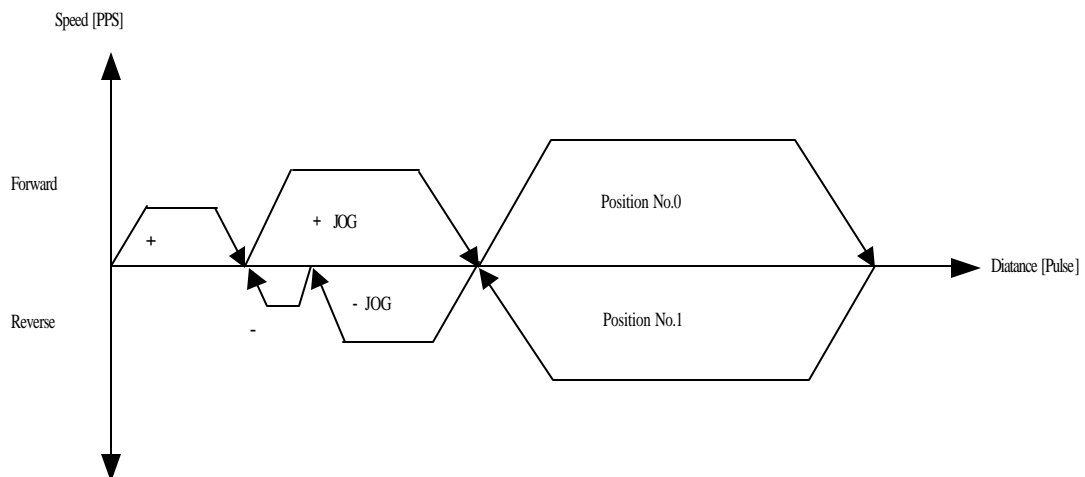 Speed [PPS]
Forward
Position No.0
+ JOG
+
Diatance [Pulse]
- JOG
Reverse
Position No.1
-